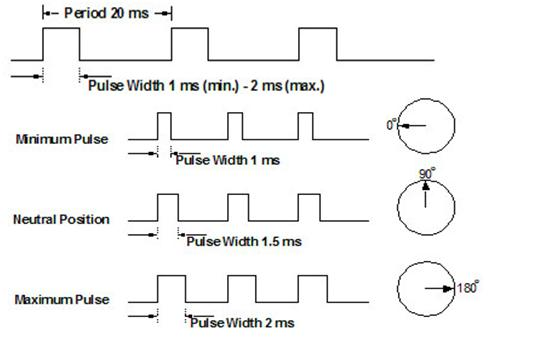 Period 20 ms
Pulse Width 1 ms (min.) - 2 ms (max.)
Minimum Pulse
0°
Pulse Width 1 ms
90°
Neutral Position
Pulse Width 1.5 ms
Maximum Pulse
180°
Pulse Width 2 ms